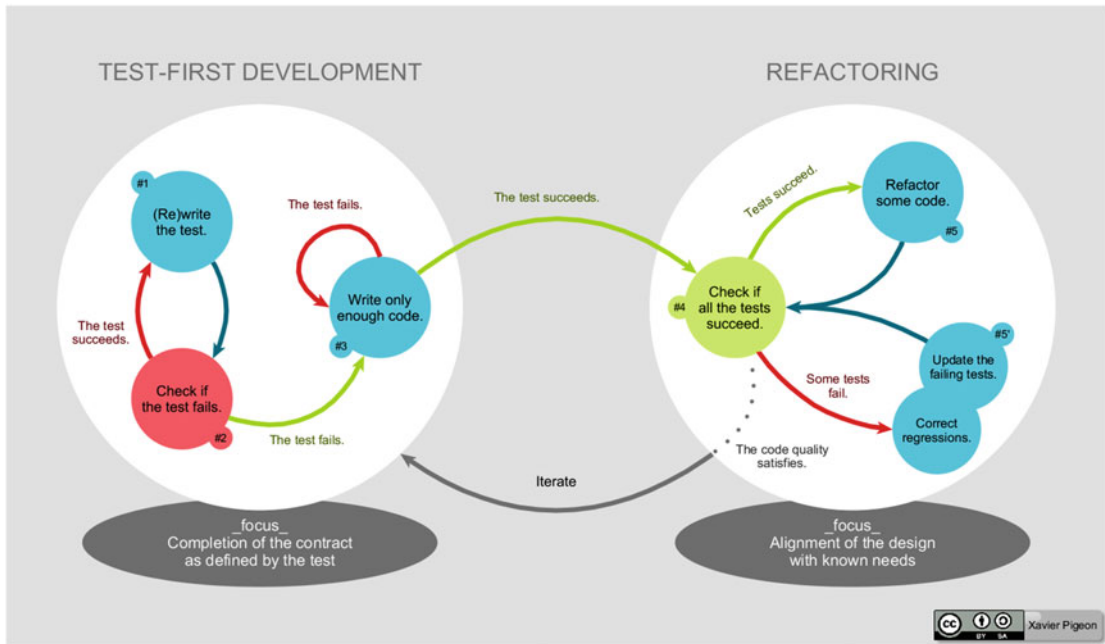 TEST-FIRST DEVELOPMENT
REFACTORING
#1
(Re)write
the test.
The test
succeeds.
Check if
the test fails.
#2
The test fails.
The test fails.
Write only
enough code.
#3
The test succeeds.
#4
Check if
all the tests
succeed.
Tests succeed.
Refactor
some code.
#5
#5'
Update the
failing tests.
Correct
regressions.
Some tests
fail.
The code quality
satisfies.
Iterate
_focus_
Completion of the contract
as defined by the test
_focus_
Alignment of the design
with known needs
cc
BY SA
Xavier Pigeon